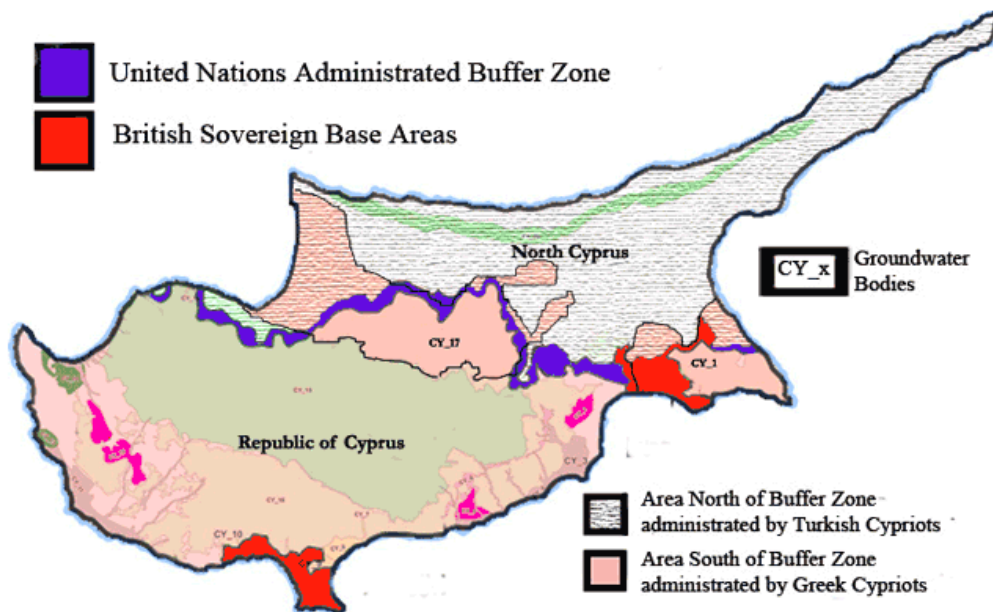 United Nations Administrated Buffer Zone
British Sovereign Base Areas
North Cyprus
CY_x
Groundwater
Bodies
CY_17
CY_1
Republic of Cyprus
CY_3
CY_10
Area North of Buffer Zone
administrated by Turkish Cypriots
Area South of Buffer Zone
administrated by Greek Cypriots